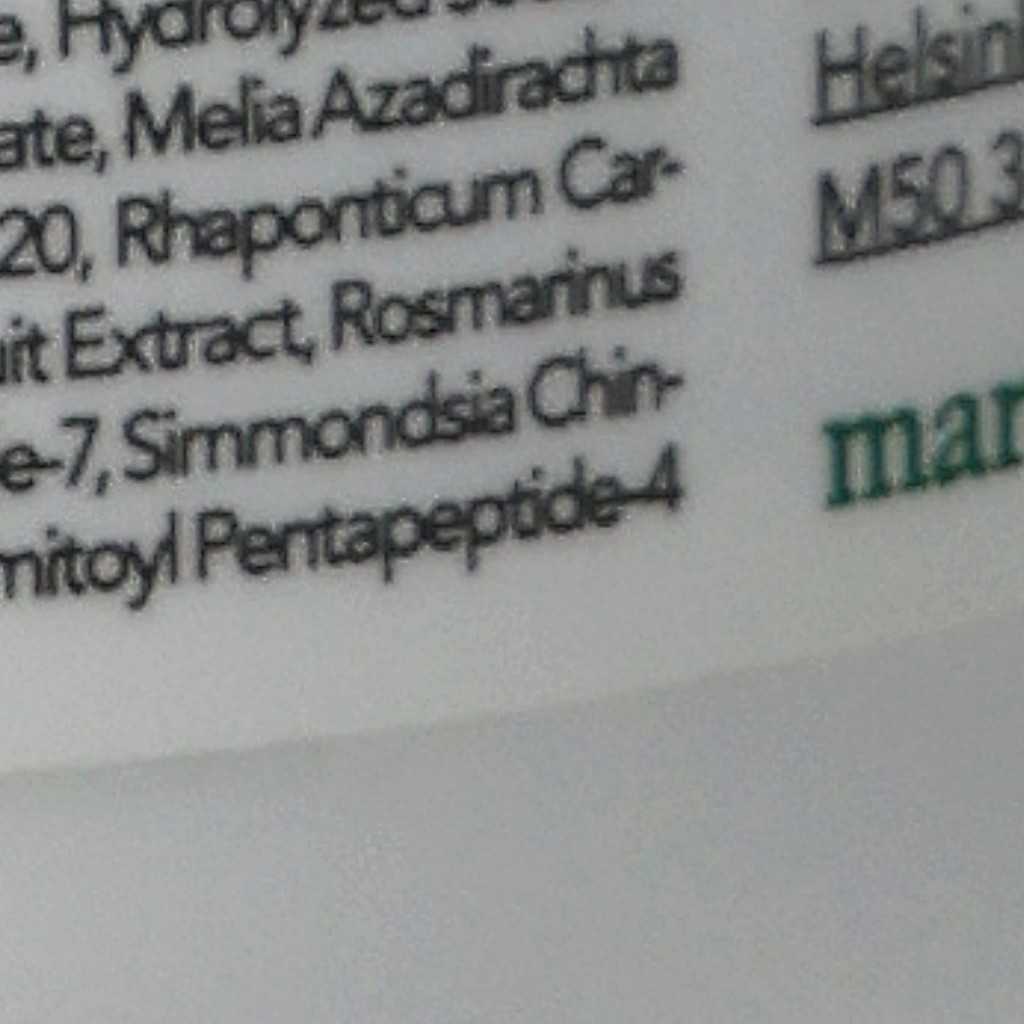 e, Hydrolyzed
ate, Melia Azadirachta
20, Rhaponticum Car-
it Extract, Rosmarinus
e-7, Simmondsia Chin-
mitoyl Pentapeptide-4
Helsin
M50 3
mar